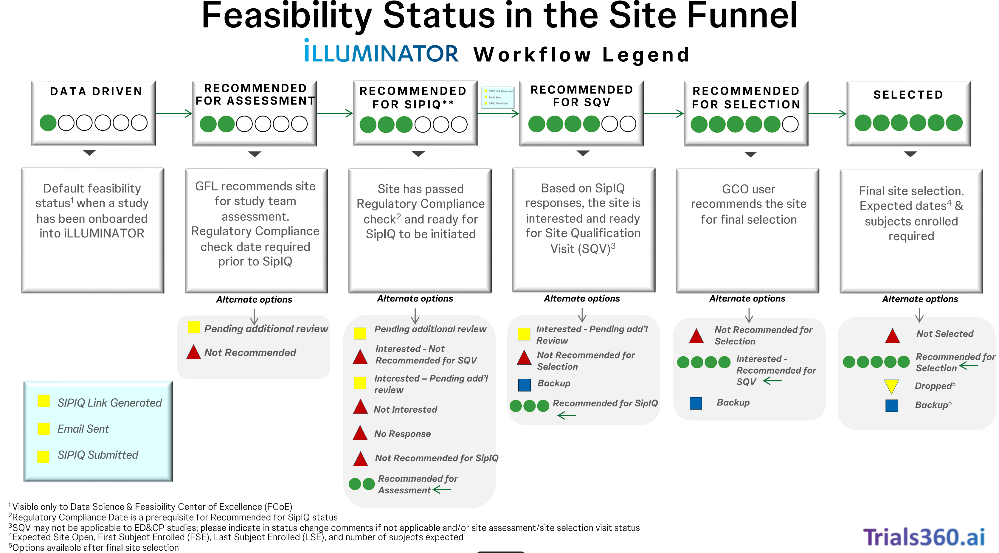 Feasibility Status in the Site Funnel
iLLUMINATOR Workflow Legend
DATA DRIVEN
RECOMMENDED
FOR ASSESSMENT
RECOMMENDED
FOR SIPIQ**
SIPIQ Link Generated
Email Sent
SIPIQ Submitted
RECOMMENDED
FOR SQV
RECOMMENDED
FOR SELECTION
SELECTED
Default feasibility
status¹ when a study
has been onboarded
into iLLUMINATOR
GFL recommends site
for study team
assessment.
Regulatory Compliance
check date required
prior to SipIQ
Site has passed
Regulatory Compliance
check² and ready for
SipIQ to be initiated
Based on SipIQ
responses, the site is
interested and ready
for Site Qualification
Visit (SQV)³
GCO user
recommends the site
for final selection
Final site selection.
Expected dates⁴ &
subjects enrolled
required
Alternate options
Pending additional review
Not Recommended
Alternate options
Pending additional review
Interested - Not
Recommended for SQV
Interested – Pending add’l
review
Not Interested
No Response
Not Recommended for SipIQ
Recommended for
Assessment
Alternate options
Interested - Pending add’l
Review
Not Recommended for
Selection
Backup
Recommended for SipIQ
Alternate options
Not Recommended for
Selection
Interested -
Recommended for
SQV
Backup
Alternate options
Not Selected
Recommended for
Selection
Dropped⁵
Backup⁵
SIPIQ Link Generated
Email Sent
SIPIQ Submitted
¹Visible only to Data Science & Feasibility Center of Excellence (FCoE)
²Regulatory Compliance Date is a prerequisite for Recommended for SipIQ status
³SQV may not be applicable to ED&CP studies; please indicate in status change comments if not applicable and/or site assessment/site selection visit status
⁴Expected Site Open, First Subject Enrolled (FSE), Last Subject Enrolled (LSE), and number of subjects expected
⁵Options available after final site selection
Trials360.ai